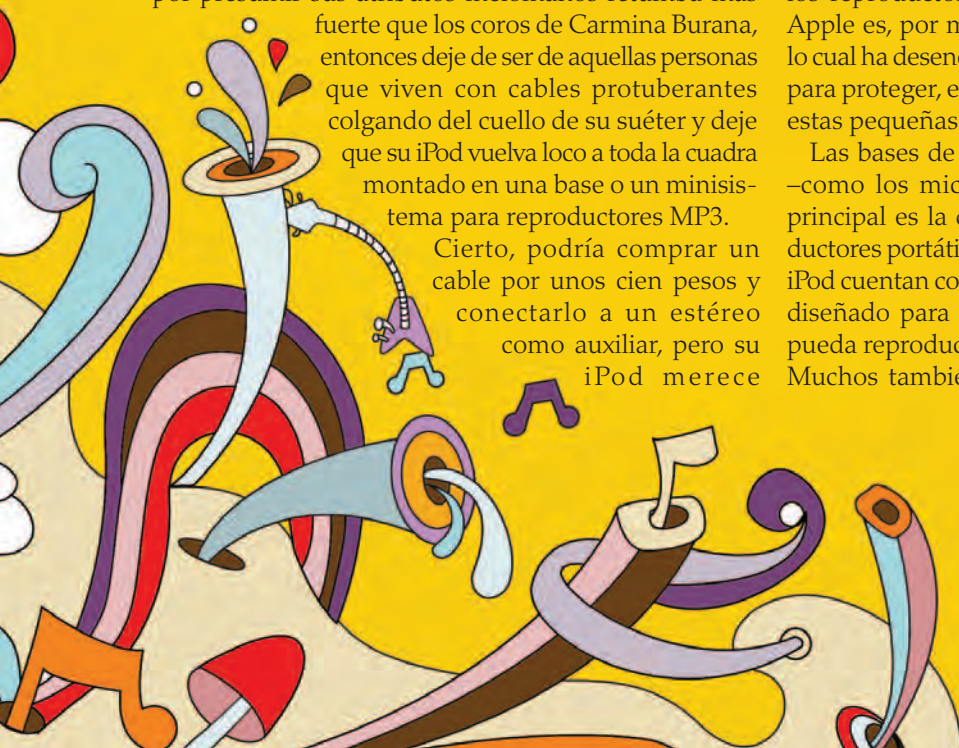 fuerte que los coros de Carmina Burana,
entonces deje de ser de aquellas personas
que viven con cables protuberantes
colgando del cuello de su suéter y deje
que su iPod vuelva loco a toda la cuadra
montado en una base o un minisis-
tema para reproductores MP3.
Cierto, podría comprar un
cable por unos cien pesos y
conectarlo a un estéreo
como auxiliar, pero su
iPod merece
Apple es, por m
lo cual ha desen
para proteger, e
estas pequeñas
Las bases de
–como los mic
principal es la
ductores portáti
iPod cuentan co
diseñado para
pueda reproduc
Muchos tambié